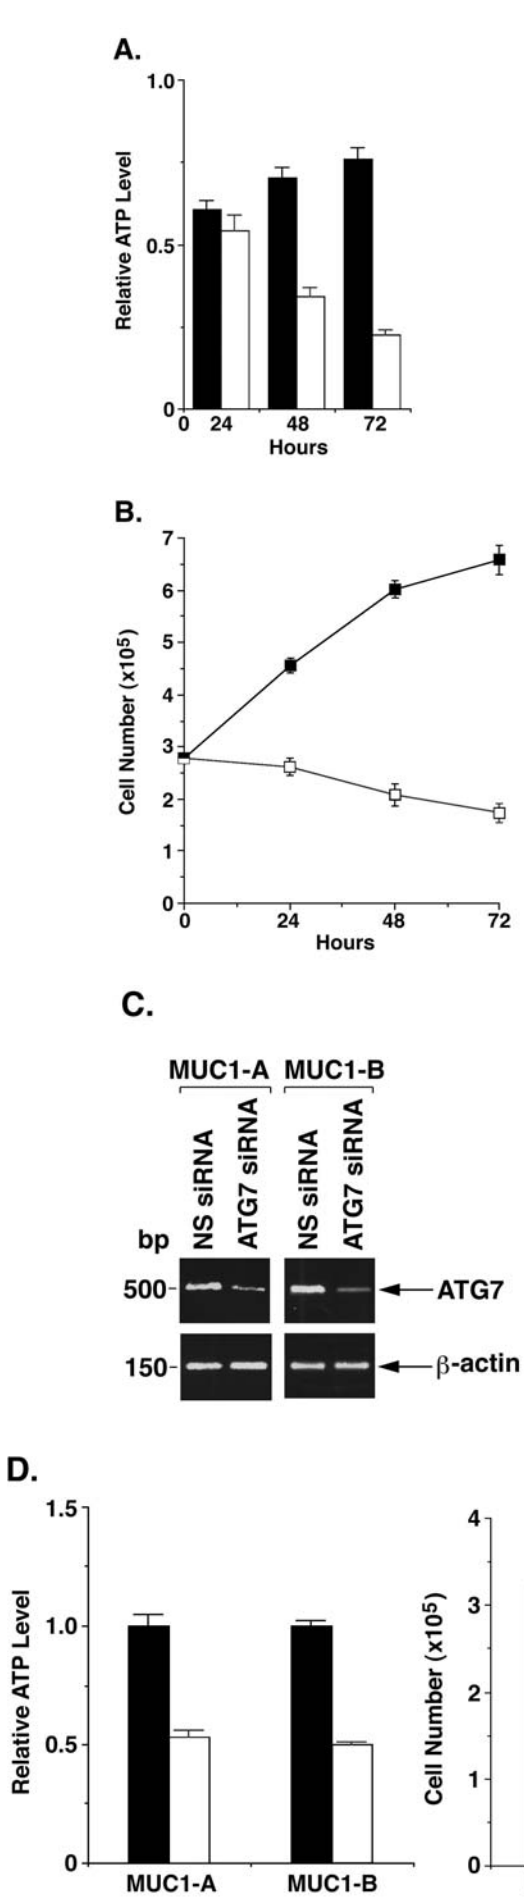 A.
Relative ATP Level
1.0
0.5
0
0 24 48 72
Hours
B.
Cell Number (x10⁵)
7
6
5
4
3
2
1
0
0 24 48 72
Hours
C.
MUC1-A MUC1-B
NS siRNA ATG7 siRNA NS siRNA ATG7 siRNA
bp
500 ATG7
150 β-actin
D.
Relative ATP Level
1.5
1.0
0.5
0
MUC1-A MUC1-B
Cell Number (x10⁵)
4
3
2
1
0